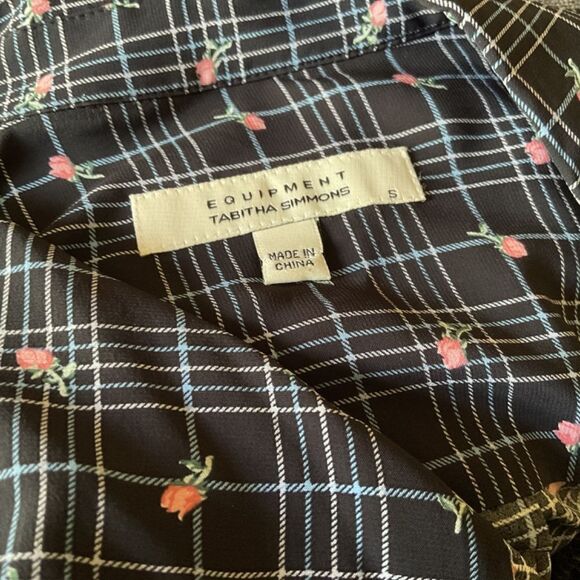 EQUIPMENT
TABITHA SIMMONS
S
MADE IN
CHINA